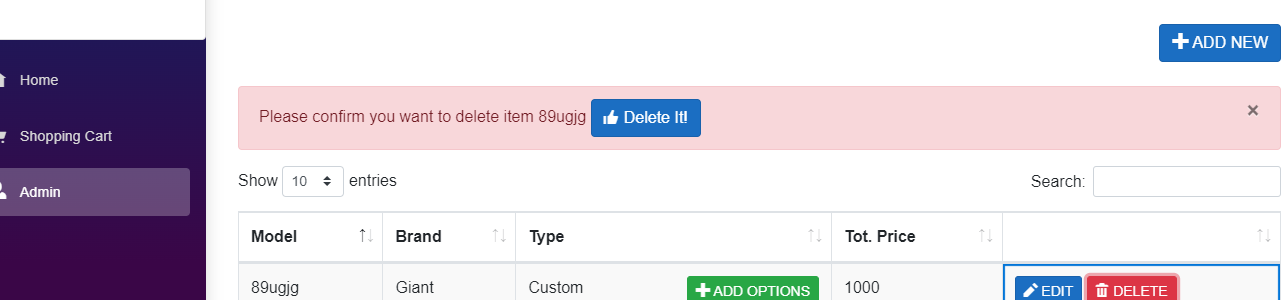 ADD NEW
Home
Please confirm you want to delete item 89ugjg Delete It! ×
Shopping Cart
Show 10 entries Search:
Admin
Model Brand Type Tot. Price
89ugjg Giant Custom ADD OPTIONS 1000 EDIT DELETE